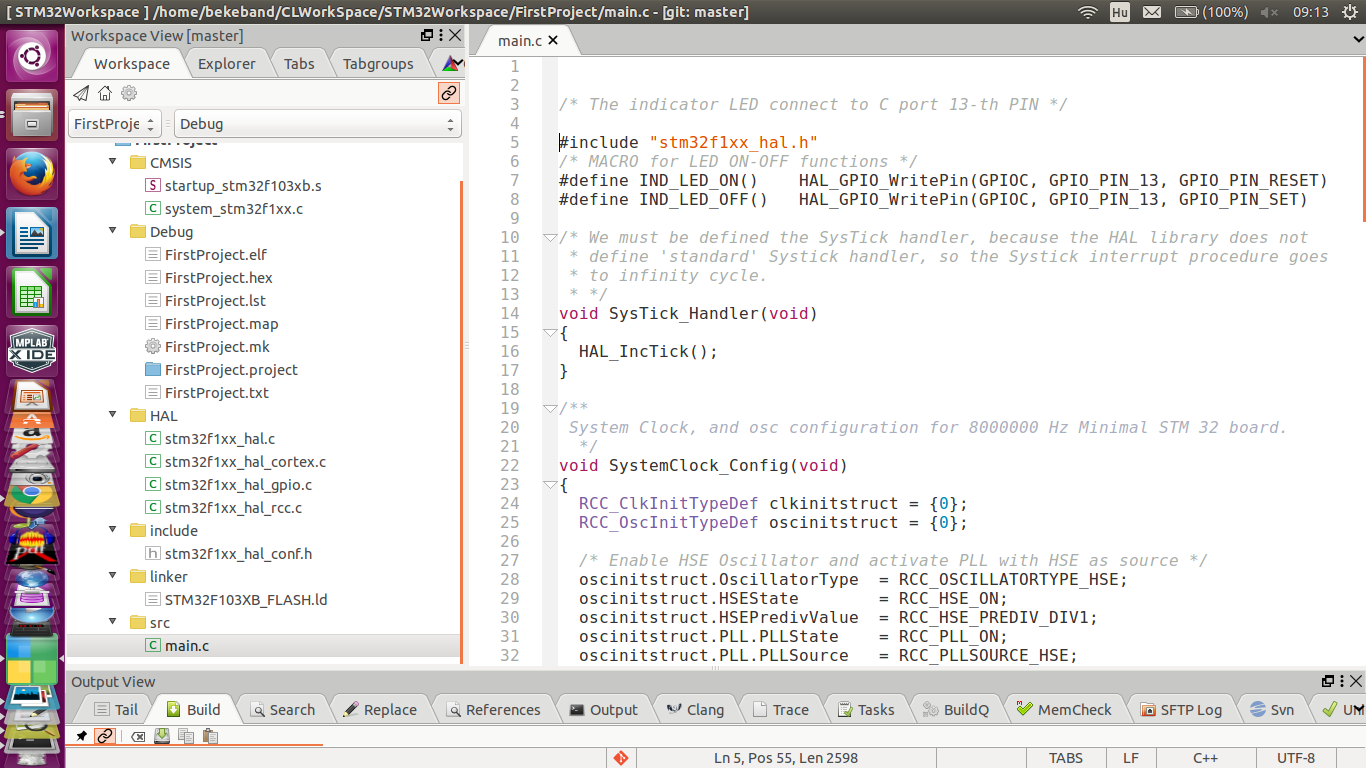 [ STM32Workspace ] /home/bekeband/CLWorkSpace/STM32Workspace/FirstProject/main.c - [git: master]
Hu
(100%)
09:13
Workspace View [master]
Workspace
Explorer
Tabs
Tabgroups
FirstProje
Debug
FirstProject
CMSIS
startup_stm32f103xb.s
system_stm32f1xx.c
Debug
FirstProject.elf
FirstProject.hex
FirstProject.lst
FirstProject.map
FirstProject.mk
FirstProject.project
FirstProject.txt
HAL
stm32f1xx_hal.c
stm32f1xx_hal_cortex.c
stm32f1xx_hal_gpio.c
stm32f1xx_hal_rcc.c
include
stm32f1xx_hal_conf.h
linker
STM32F103XB_FLASH.ld
src
main.c
MPLAB
X IDE
pdf
main.c
1
2
3 /* The indicator LED connect to C port 13-th PIN */
4
5 #include "stm32f1xx_hal.h"
6 /* MACRO for LED ON-OFF functions */
7 #define IND_LED_ON()    HAL_GPIO_WritePin(GPIOC, GPIO_PIN_13, GPIO_PIN_RESET)
8 #define IND_LED_OFF()   HAL_GPIO_WritePin(GPIOC, GPIO_PIN_13, GPIO_PIN_SET)
9
10 /* We must be defined the SysTick handler, because the HAL library does not
11  * define 'standard' Systick handler, so the Systick interrupt procedure goes
12  * to infinity cycle.
13  * */
14 void SysTick_Handler(void)
15 {
16   HAL_IncTick();
17 }
18
19 /**
20  System Clock, and osc configuration for 8000000 Hz Minimal STM 32 board.
21   */
22 void SystemClock_Config(void)
23 {
24   RCC_ClkInitTypeDef clkinitstruct = {0};
25   RCC_OscInitTypeDef oscinitstruct = {0};
26
27   /* Enable HSE Oscillator and activate PLL with HSE as source */
28   oscinitstruct.OscillatorType  = RCC_OSCILLATORTYPE_HSE;
29   oscinitstruct.HSEState        = RCC_HSE_ON;
30   oscinitstruct.HSEPredivValue  = RCC_HSE_PREDIV_DIV1;
31   oscinitstruct.PLL.PLLState    = RCC_PLL_ON;
32   oscinitstruct.PLL.PLLSource   = RCC_PLLSOURCE_HSE;
Output View
Tail
Build
Search
Replace
References
Output
Clang
Trace
Tasks
BuildQ
MemCheck
SFTP Log
Svn
Ln 5, Pos 55, Len 2598
TABS
LF
C++
UTF-8